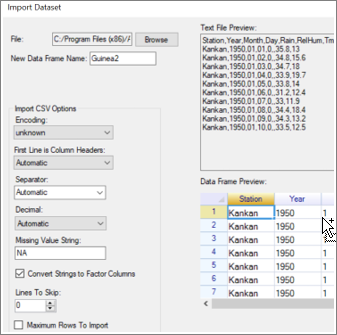 Import Dataset
File:
C:/Program Files (x86)/
Browse
New Data Frame Name:
Guinea2
Import CSV Options
Encoding:
unknown
First Line is Column Headers:
Automatic
Separator:
Automatic
Decimal:
Automatic
Missing Value String:
NA
Convert Strings to Factor Columns
Lines To Skip:
0
Maximum Rows To Import
Text File Preview:
Station,Year,Month,Day,Rain,RelHum,Tm
Kankan,1950,01,01,0,,35.8,13
Kankan,1950,01,02,0,,34.8,15.6
Kankan,1950,01,03,0,,34.7,18
Kankan,1950,01,04,0,,33.9,19.7
Kankan,1950,01,05,0,,34,15.8
Kankan,1950,01,06,0,,31.2,12.4
Kankan,1950,01,07,0,,33,11.9
Kankan,1950,01,08,0,,34.4,18.4
Kankan,1950,01,09,0,,34.3,13.2
Kankan,1950,01,10,0,,33.5,12.5
Data Frame Preview:
Station Year
1 Kankan 1950 1
2 Kankan 1950
3 Kankan 1950 1
4 Kankan 1950 1
5 Kankan 1950 1
6 Kankan 1950 1
7 Kankan 1950 1